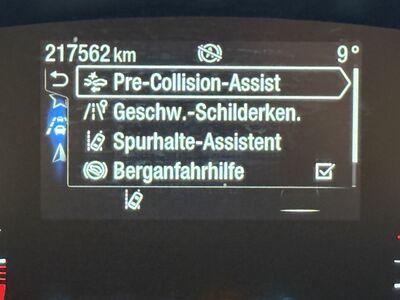 217562 km 9°
Pre-Collision-Assist
Geschw.-Schilderken.
Spurhalte-Assistent
Berganfahrhilfe